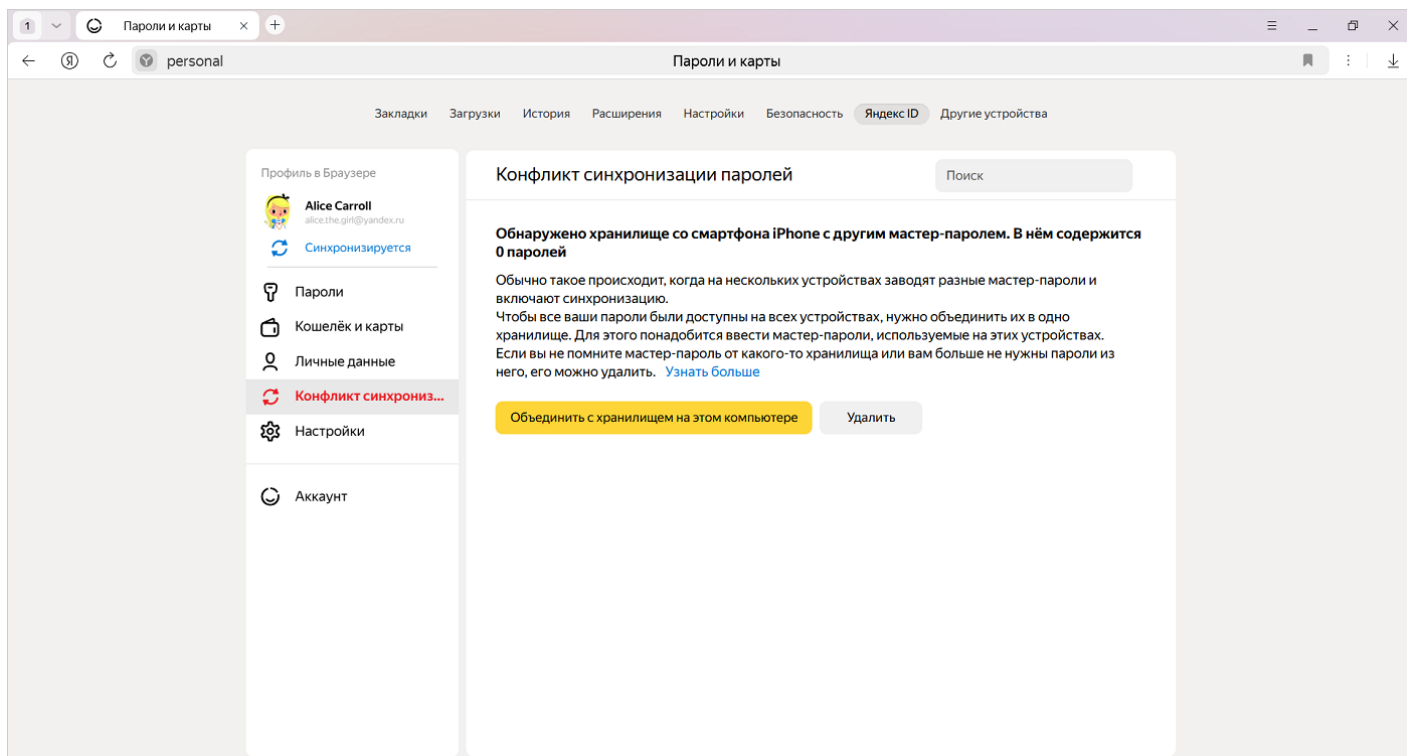 1
Пароли и карты
personal
Пароли и карты
Закладки Загрузки История Расширения Настройки Безопасность Яндекс ID Другие устройства
Профиль в Браузере
Alice Carroll
alice.the.girl@yandex.ru
Синхронизируется
Пароли
Кошелёк и карты
Личные данные
Конфликт синхрониз...
Настройки
Аккаунт
Конфликт синхронизации паролей
Поиск
Обнаружено хранилище со смартфона iPhone с другим мастер-паролем. В нём содержится
0 паролей
Обычно такое происходит, когда на нескольких устройствах заводят разные мастер-пароли и
включают синхронизацию.
Чтобы все ваши пароли были доступны на всех устройствах, нужно объединить их в одно
хранилище. Для этого понадобится ввести мастер-пароли, используемые на этих устройствах.
Если вы не помните мастер-пароль от какого-то хранилища или вам больше не нужны пароли из
него, его можно удалить. Узнать больше
Объединить с хранилищем на этом компьютере
Удалить